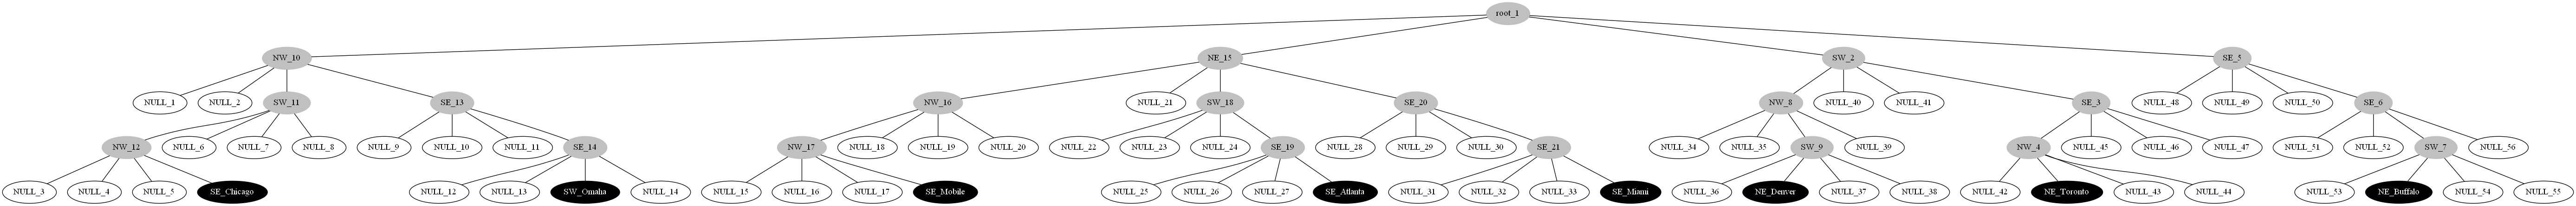 root_1
NW_10 NE_15 SW_2 SE_5
NULL_1 NULL_2 SW_11 SE_13 NW_16 NULL_21 SW_18 SE_20 NW_8 NULL_40 NULL_41 SE_3 NULL_48 NULL_49 NULL_50 SE_6
NW_12 NULL_6 NULL_7 NULL_8 NULL_9 NULL_10 NULL_11 SE_14 NW_17 NULL_18 NULL_19 NULL_20 NULL_22 NULL_23 NULL_24 SE_19 NULL_28 NULL_29 NULL_30 SE_21 NULL_34 NULL_35 SW_9 NULL_39 NW_4 NULL_45 NULL_46 NULL_47 NULL_51 NULL_52 SW_7 NULL_56
NULL_3 NULL_4 NULL_5 SE_Chicago NULL_12 NULL_13 SW_Omaha NULL_14 NULL_15 NULL_16 NULL_17 SE_Mobile NULL_25 NULL_26 NULL_27 SE_Atlanta NULL_31 NULL_32 NULL_33 SE_Miami NULL_36 NE_Denver NULL_37 NULL_38 NULL_42 NE_Toronto NULL_43 NULL_44 NULL_53 NE_Buffalo NULL_54 NULL_55